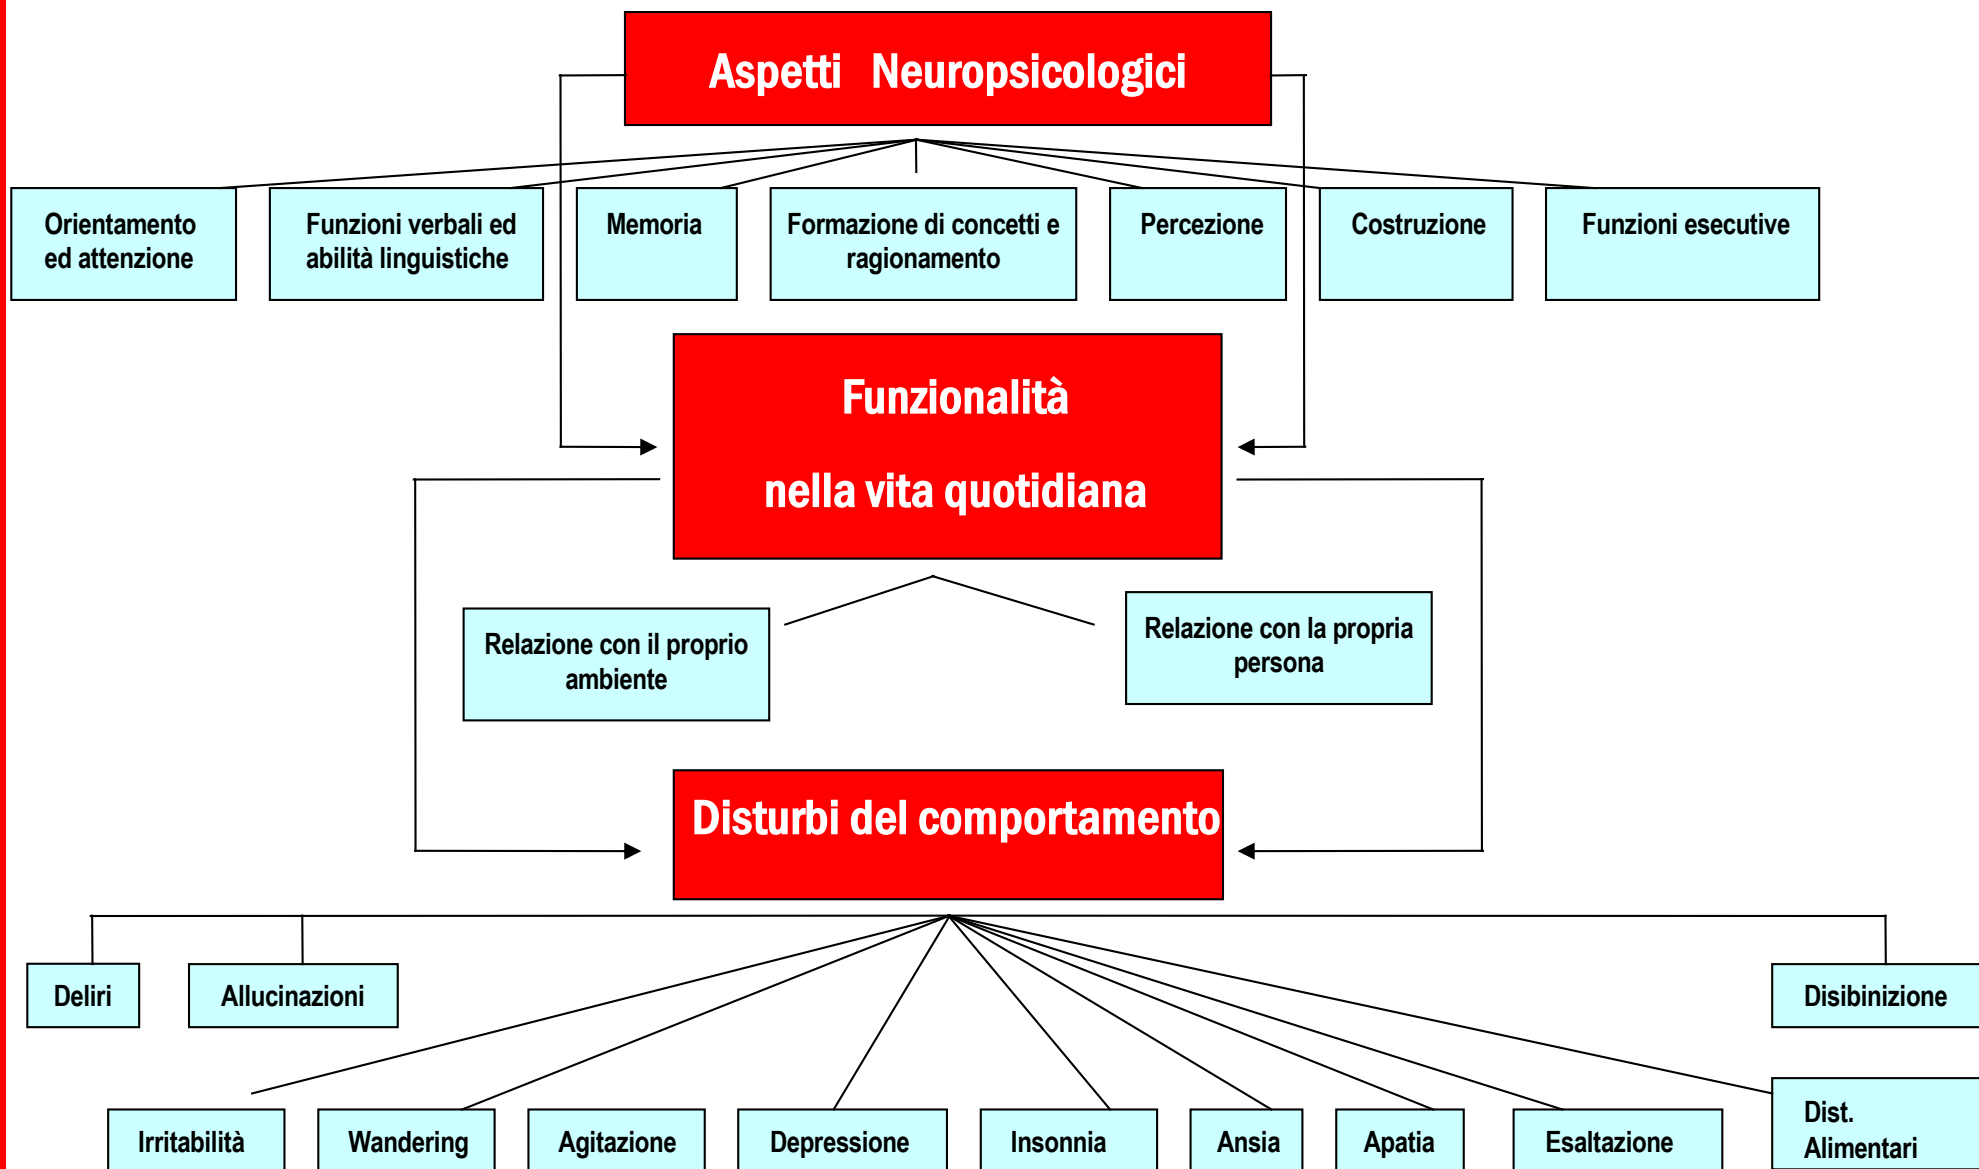 Aspetti Neuropsicologici
Orientamento
ed attenzione
Funzioni verbali ed
abilità linguistiche
Memoria
Formazione di concetti e
ragionamento
Percezione
Costruzione
Funzioni esecutive
Funzionalità
nella vita quotidiana
Relazione con il proprio
ambiente
Relazione con la propria
persona
Disturbi del comportamento
Deliri
Allucinazioni
Disibinizione
Irritabilità
Wandering
Agitazione
Depressione
Insonnia
Ansia
Apatia
Esaltazione
Dist.
Alimentari